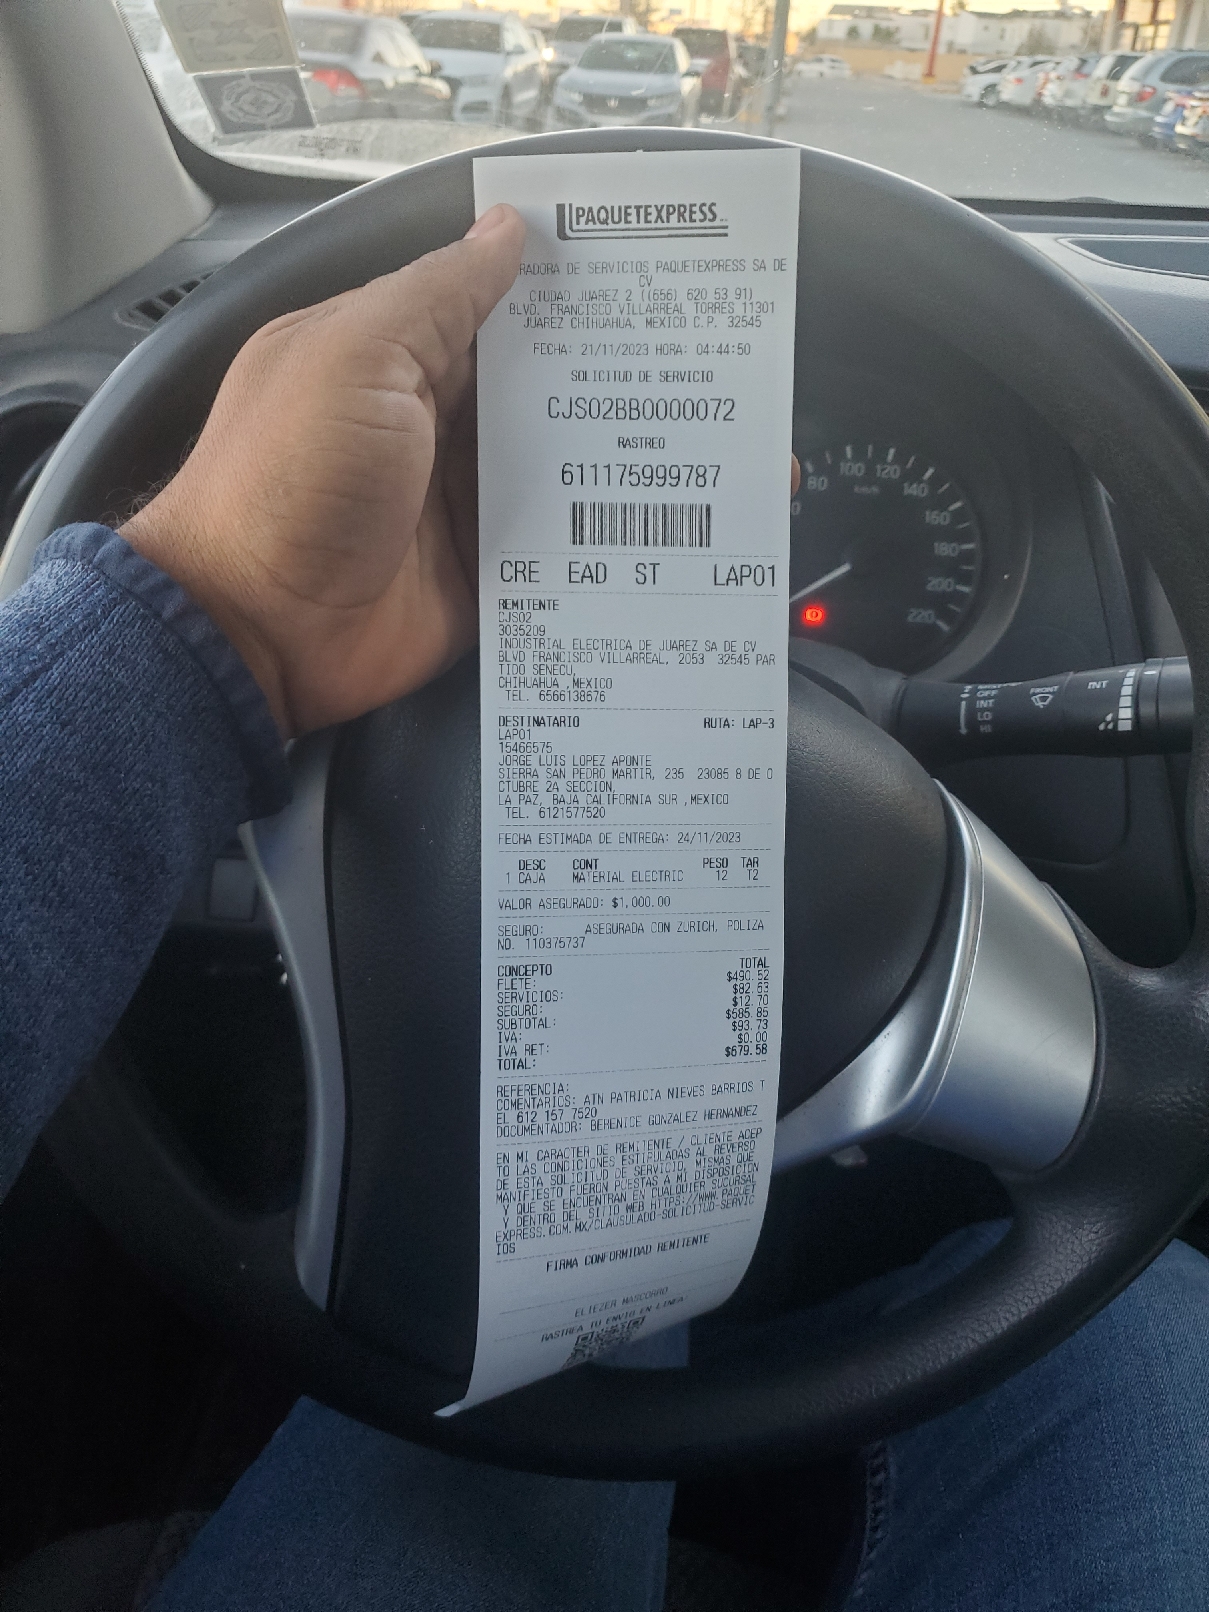 PAQUETEXPRESS
RADORA DE SERVICIOS PAQUETEXPRESS SA DE
CV
CIUDAD JUAREZ 2 ((656) 620 53 91)
BLVD. FRANCISCO VILLARREAL TORRES 11301
JUAREZ CHIHUAHUA, MEXICO C.P. 32545
FECHA: 21/11/2023 HORA: 04:44:50
SOLICITUD DE SERVICIO
CJS02BB0000072
RASTREO
611175999787
CRE EAD ST LAP01
REMITENTE
CJS02
3035209
INDUSTRIAL ELECTRICA DE JUAREZ SA DE CV
BLVD FRANCISCO VILLARREAL, 2053 32545 PAR
TIDO SENECU,
CHIHUAHUA ,MEXICO
TEL. 6566138676
DESTINATARIO RUTA: LAP-3
LAP01
15466575
JORGE LUIS LOPEZ APONTE
SIERRA SAN PEDRO MARTIR, 235 23085 8 DE O
CTUBRE 2A SECCION,
LA PAZ, BAJA CALIFORNIA SUR ,MEXICO
TEL. 6121577520
FECHA ESTIMADA DE ENTREGA: 24/11/2023
DESC CONT PESO TAR
1 CAJA MATERIAL ELECTRIC 12 T2
VALOR ASEGURADO: $1,000.00
SEGURO: ASEGURADA CON ZURICH, POLIZA
NO. 110375737
CONCEPTO TOTAL
FLETE: $490.52
SERVICIOS: $82.63
SEGURO: $12.70
SUBTOTAL: $585.85
IVA: $93.73
IVA RET: $0.00
TOTAL: $679.58
REFERENCIA:
COMENTARIOS: ATN PATRICIA NIEVES BARRIOS T
EL 612 157 7520
DOCUMENTADOR: BERENICE GONZALEZ HERNANDEZ
EN MI CARACTER DE REMITENTE / CLIENTE ACEP
TO LAS CONDICIONES ESTIPULADAS AL REVERSO
DE ESTA SOLICITUD DE SERVICIO, MISMAS QUE
MANIFIESTO FUERON PUESTAS A MI DISPOSICION
Y QUE SE ENCUENTRAN EN CUALQUIER SUCURSAL
Y DENTRO DEL SITIO WEB HTTPS://WWW.PAQUET
EXPRESS.COM.MX/CLAUSULADO-SOLICITUD-SERVIC
IOS
FIRMA CONFORMIDAD REMITENTE
ELIEZER MASCORRO
RASTREA TU ENVIO EN LINEA:
80 100 120 140 160 180 200 220
km/h
OFF
INT
LO
HI
FRONT
INT